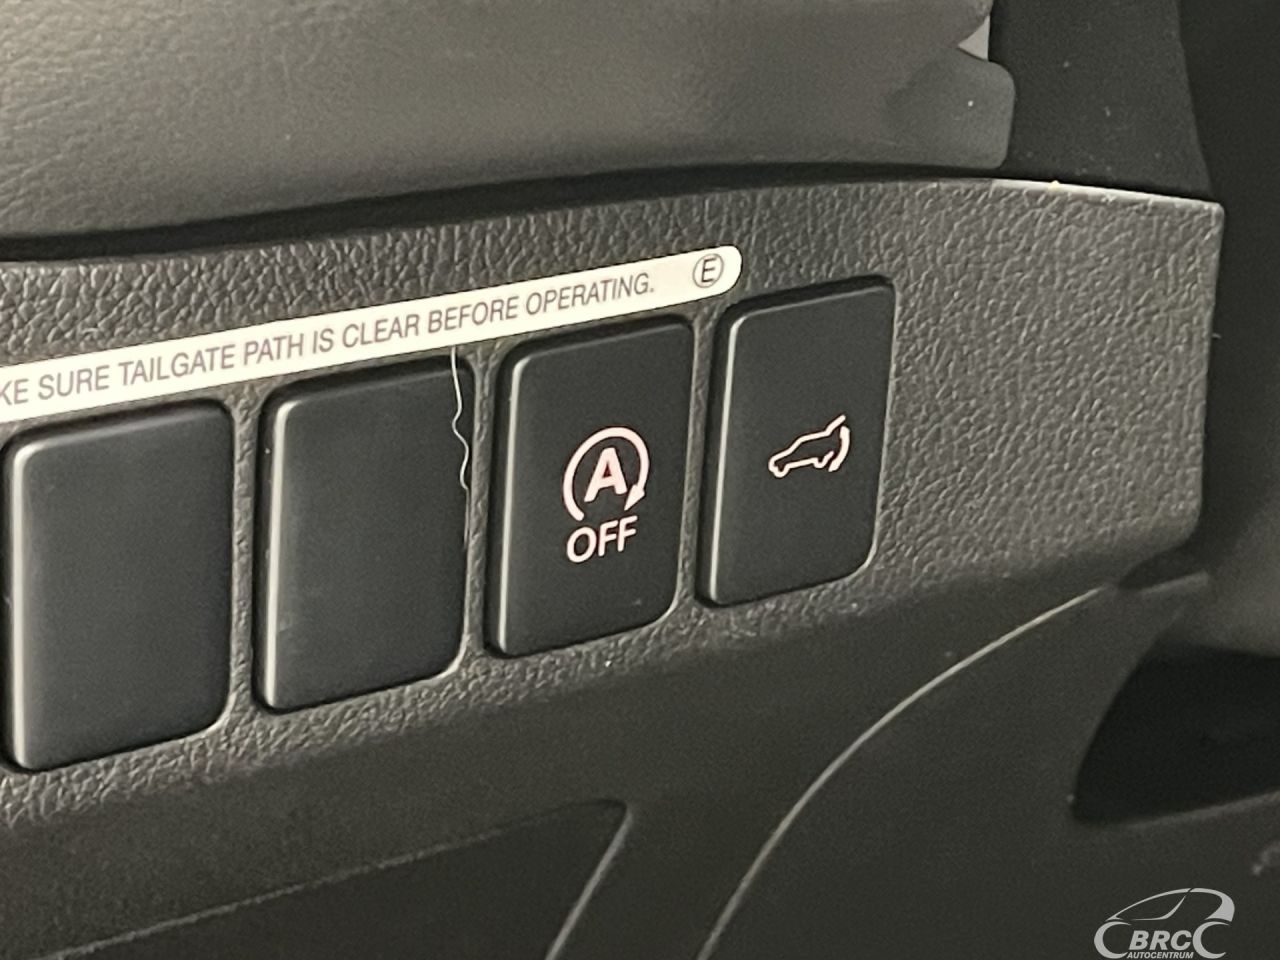 KE SURE TAILGATE PATH IS CLEAR BEFORE OPERATING. E
A
OFF
BRC
AUTOCENTRUM